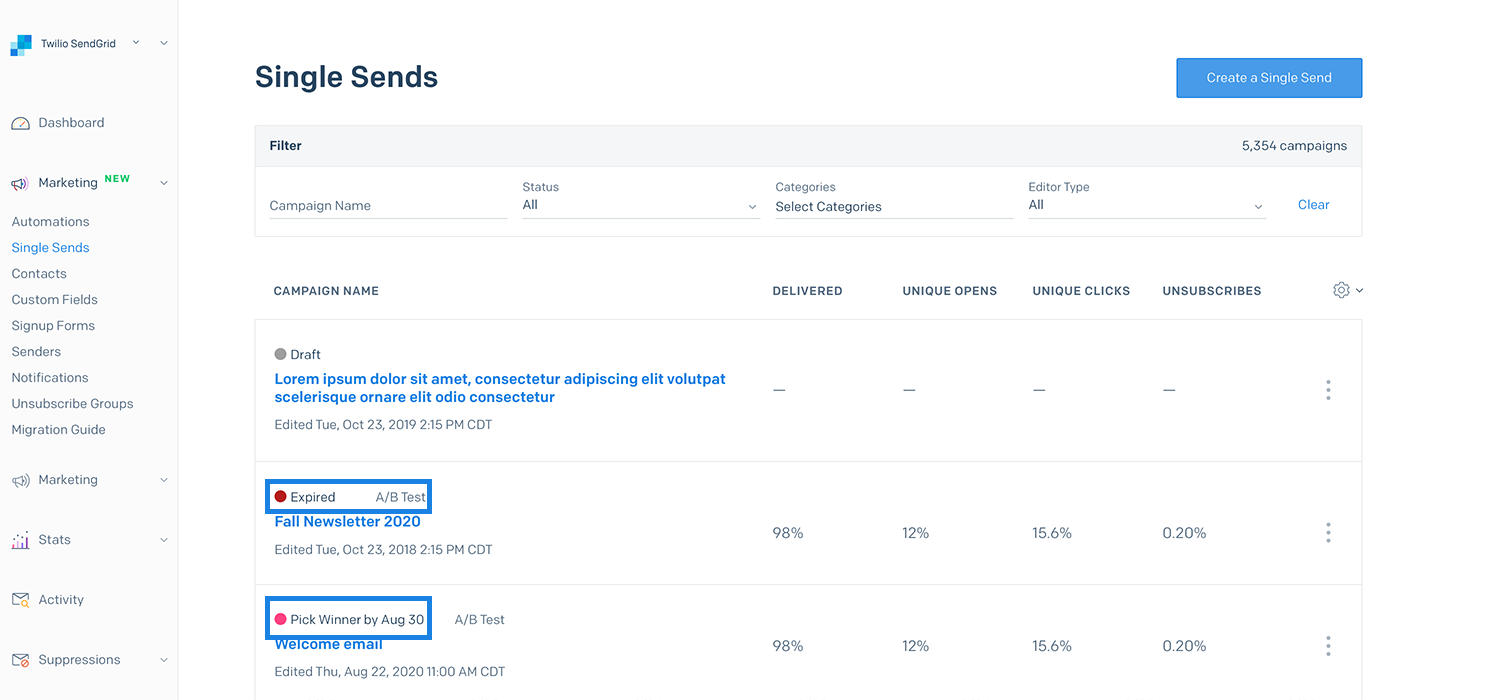 Twilio SendGrid
Dashboard
Marketing NEW
Automations
Single Sends
Contacts
Custom Fields
Signup Forms
Senders
Notifications
Unsubscribe Groups
Migration Guide
Marketing
Stats
Activity
Suppressions
Single Sends
Create a Single Send
Filter
5,354 campaigns
Campaign Name
Status
All
Categories
Select Categories
Editor Type
All
Clear
CAMPAIGN NAME DELIVERED UNIQUE OPENS UNIQUE CLICKS UNSUBSCRIBES
Draft
Lorem ipsum dolor sit amet, consectetur adipiscing elit volutpat
scelerisque ornare elit odio consectetur
— — — —
Edited Tue, Oct 23, 2019 2:15 PM CDT
Expired A/B Test
Fall Newsletter 2020
98% 12% 15.6% 0.20%
Edited Tue, Oct 23, 2018 2:15 PM CDT
Pick Winner by Aug 30 A/B Test
Welcome email
98% 12% 15.6% 0.20%
Edited Thu, Aug 22, 2020 11:00 AM CDT